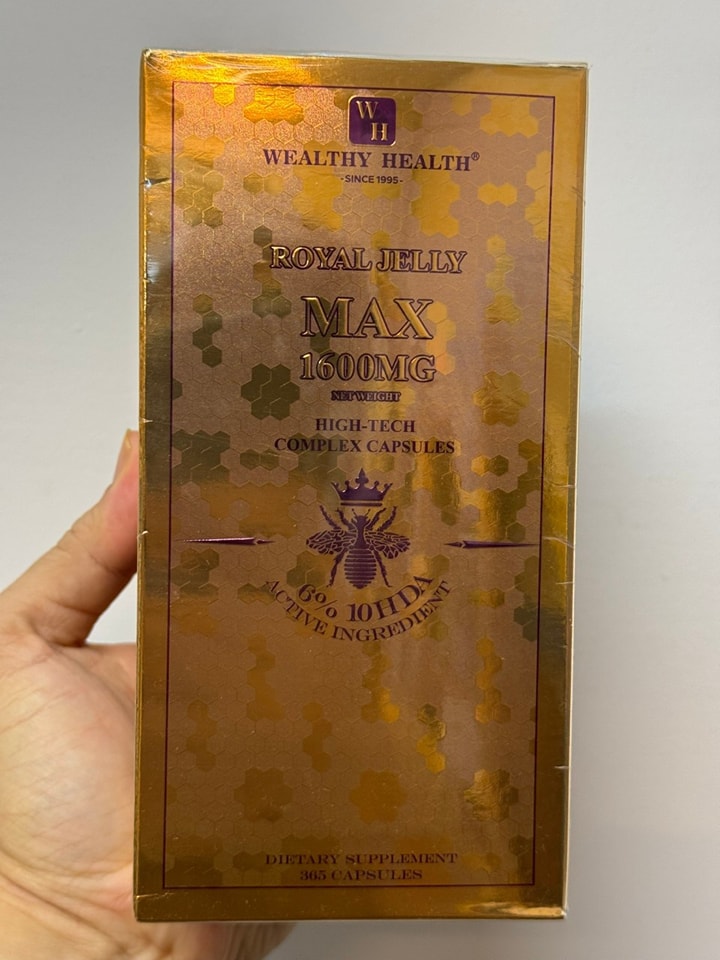 W
H
WEALTHY HEALTH®
-SINCE 1995-
ROYAL JELLY
MAX
1600MG
NET WEIGHT
HIGH-TECH
COMPLEX CAPSULES
6% 10HDA
ACTIVE INGREDIENT
DIETARY SUPPLEMENT
365 CAPSULES